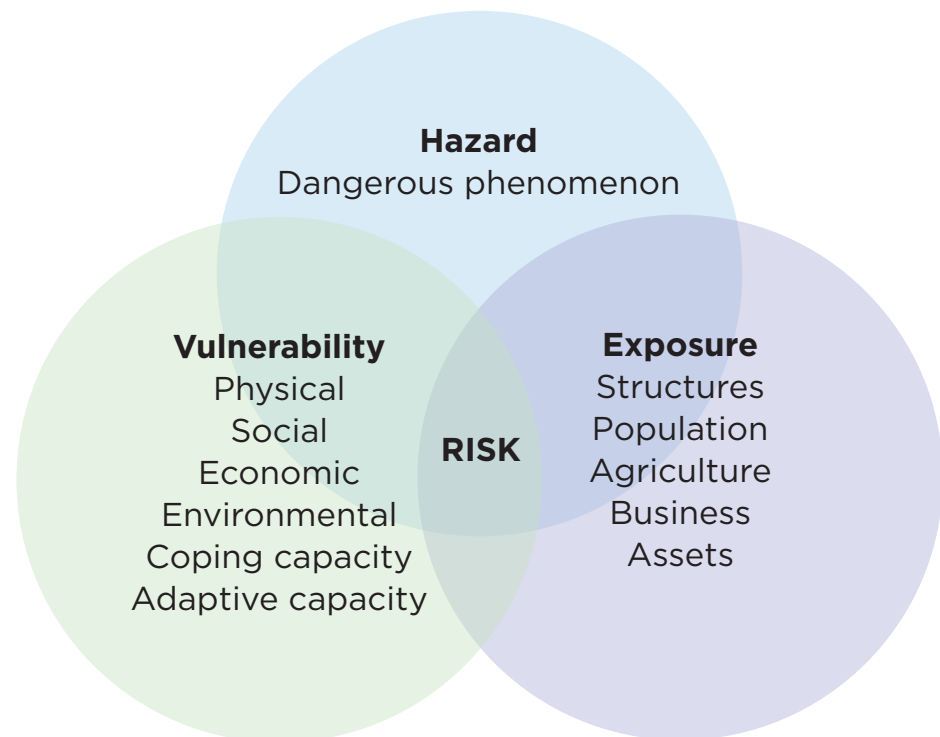 Hazard
Dangerous phenomenon
Vulnerability
Physical
Social
Economic
Environmental
Coping capacity
Adaptive capacity
RISK
Exposure
Structures
Population
Agriculture
Business
Assets